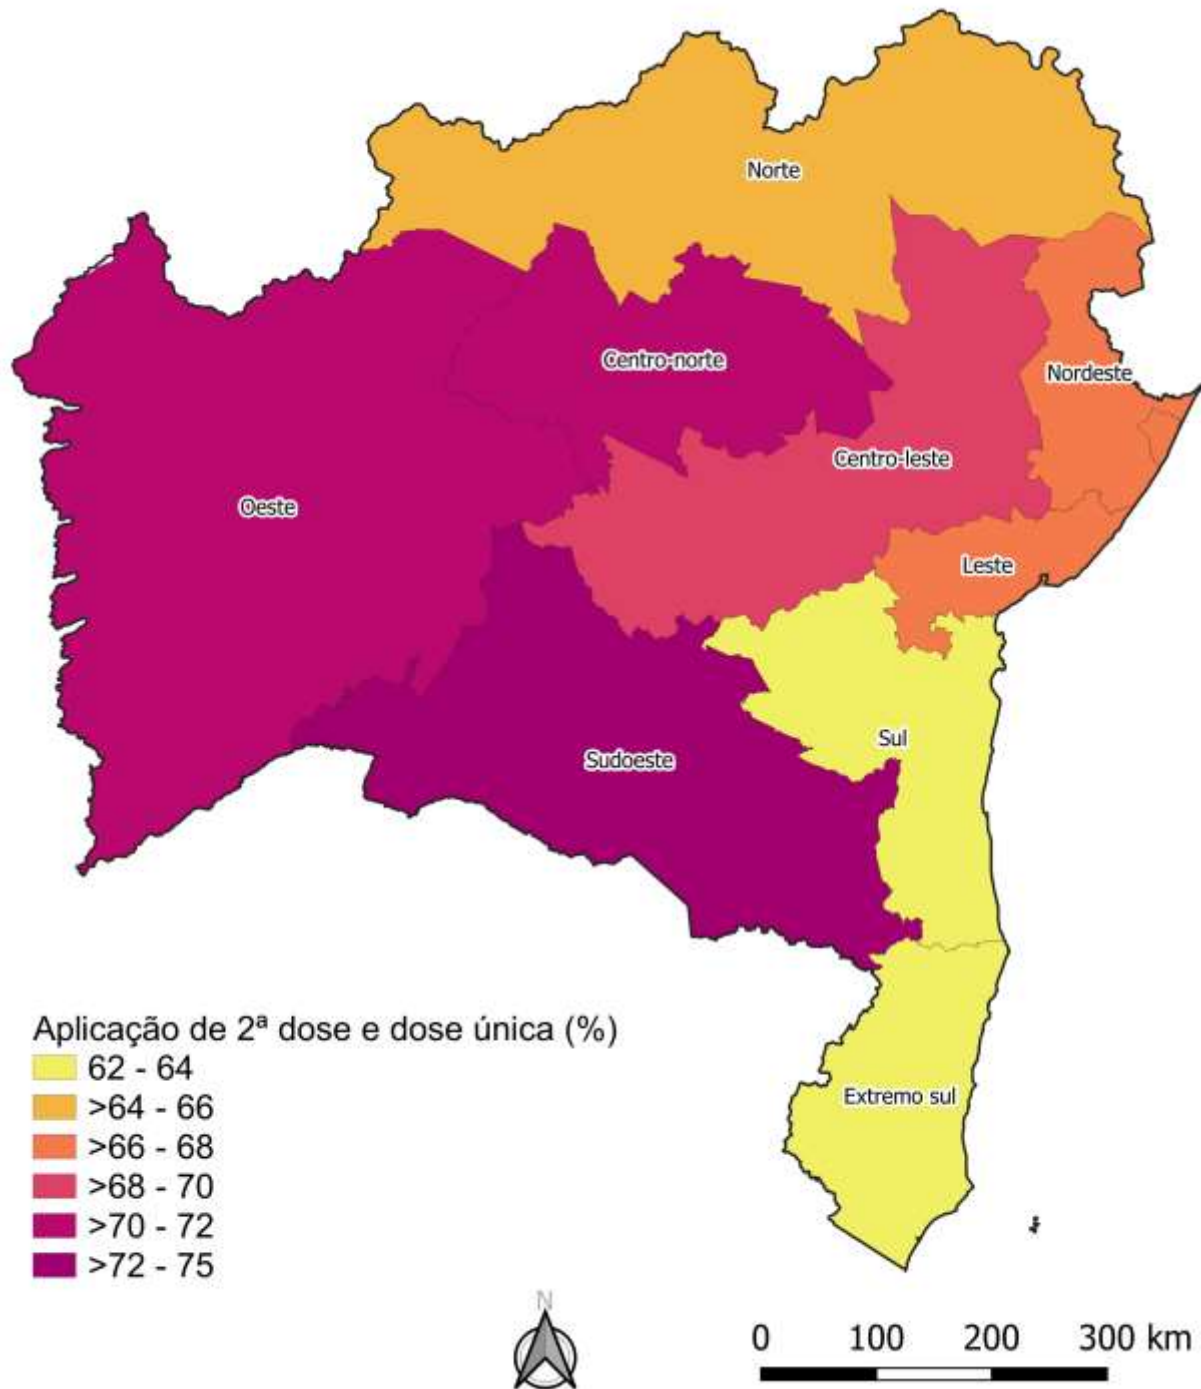 Norte
Centro-norte
Nordeste
Centro-leste
Oeste
Leste
Sul
Sudoeste
Extremo sul
Aplicação de 2ª dose e dose única (%)
62 - 64
>64 - 66
>66 - 68
>68 - 70
>70 - 72
>72 - 75
N
0 100 200 300 km